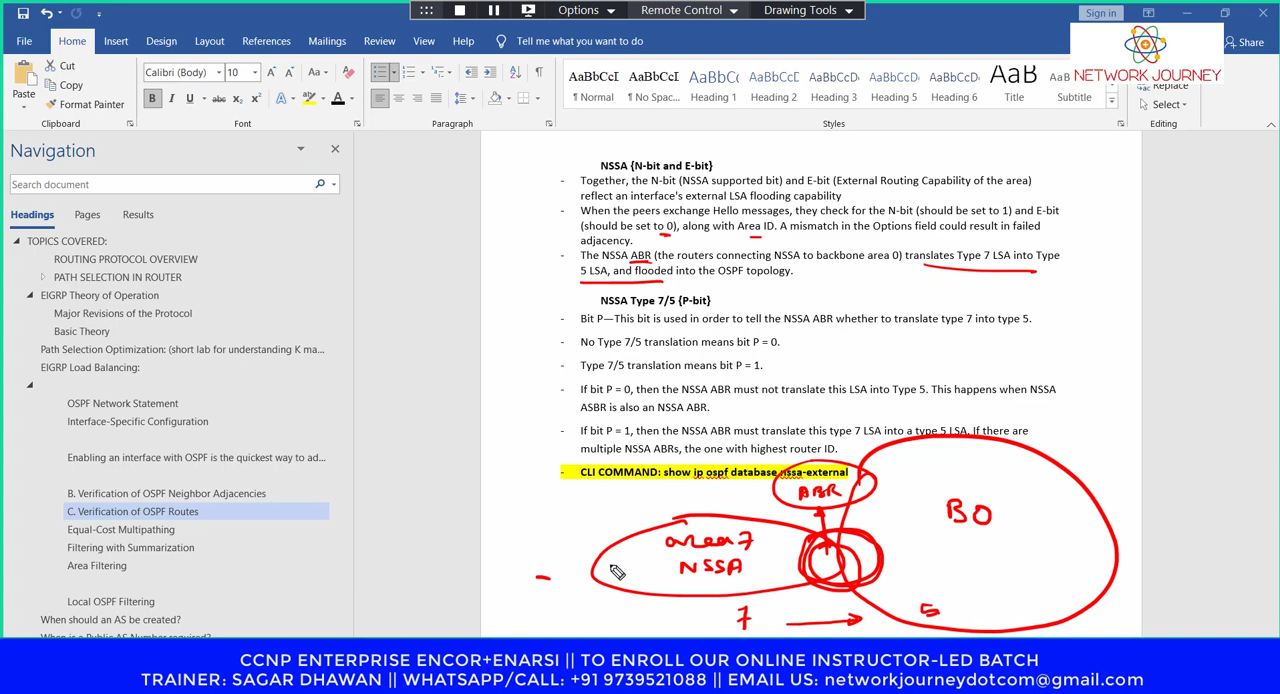 Options
Remote Control
Drawing Tools
Sign in
File Home Insert Design Layout References Mailings Review View Help Tell me what you want to do
Share
NETWORK JOURNEY
Paste
Cut
Copy
Format Painter
Clipboard
Calibri (Body) 10
Font
Paragraph
AaBbCcI AaBbCcI AaBbCc AaBbCcI AaBbCcI AaBbCcI AaBbCcI AaB
¶ Normal ¶ No Spac... Heading 1 Heading 2 Heading 3 Heading 5 Heading 6 Title Subtitle
Styles
Replace
Select
Editing
Navigation
Search document
Headings Pages Results
TOPICS COVERED:
ROUTING PROTOCOL OVERVIEW
PATH SELECTION IN ROUTER
EIGRP Theory of Operation
Major Revisions of the Protocol
Basic Theory
Path Selection Optimization: (short lab for understanding K ma...
EIGRP Load Balancing:
OSPF Network Statement
Interface-Specific Configuration
Enabling an interface with OSPF is the quickest way to ad...
B. Verification of OSPF Neighbor Adjacencies
C. Verification of OSPF Routes
Equal-Cost Multipathing
Filtering with Summarization
Area Filtering
Local OSPF Filtering
When should an AS be created?
When is a Public AS Number required?
NSSA {N-bit and E-bit}
- Together, the N-bit (NSSA supported bit) and E-bit (External Routing Capability of the area)
reflect an interface's external LSA flooding capability
- When the peers exchange Hello messages, they check for the N-bit (should be set to 1) and E-bit
(should be set to 0), along with Area ID. A mismatch in the Options field could result in failed
adjacency.
- The NSSA ABR (the routers connecting NSSA to backbone area 0) translates Type 7 LSA into Type
5 LSA, and flooded into the OSPF topology.
NSSA Type 7/5 {P-bit}
- Bit P—This bit is used in order to tell the NSSA ABR whether to translate type 7 into type 5.
- No Type 7/5 translation means bit P = 0.
- Type 7/5 translation means bit P = 1.
- If bit P = 0, then the NSSA ABR must not translate this LSA into Type 5. This happens when NSSA
ASBR is also an NSSA ABR.
- If bit P = 1, then the NSSA ABR must translate this type 7 LSA into a type 5 LSA. If there are
multiple NSSA ABRs, the one with highest router ID.
- CLI COMMAND: show ip ospf database nssa-external
ABR
BO
area 7
NSSA
7
5
CCNP ENTERPRISE ENCOR+ENARSI || TO ENROLL OUR ONLINE INSTRUCTOR-LED BATCH
TRAINER: SAGAR DHAWAN || WHATSAPP/CALL: +91 9739521088 || EMAIL US: networkjourneydotcom@gmail.com